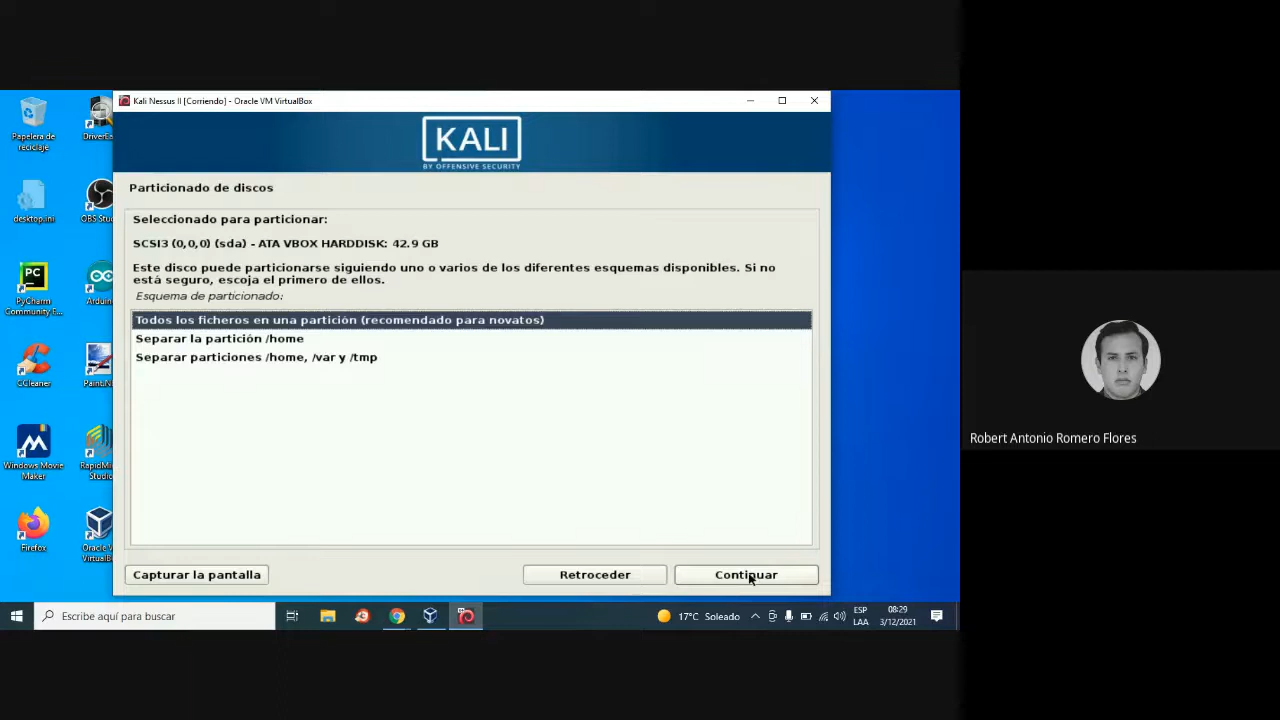 Kali Nessus II [Corriendo] - Oracle VM VirtualBox
KALI
BY OFFENSIVE SECURITY
Particionado de discos
Seleccionado para particionar:
SCSI3 (0,0,0) (sda) - ATA VBOX HARDDISK: 42.9 GB
Este disco puede particionarse siguiendo uno o varios de los diferentes esquemas disponibles. Si no
está seguro, escoja el primero de ellos.
Esquema de particionado:
Todos los ficheros en una partición (recomendado para novatos)
Separar la partición /home
Separar particiones /home, /var y /tmp
Capturar la pantalla
Retroceder
Continuar
Papelera de
reciclaje
DriverEa
desktop.ini
OBS Stu
PC
PyCharm
Community E...
Arduin
CCleaner
Paint.N
Windows Movie
Maker
RapidMi
Studio
Firefox
Oracle V
VirtualB
Escribe aquí para buscar
17°C Soleado
ESP
LAA
08:29
3/12/2021
Robert Antonio Romero Flores